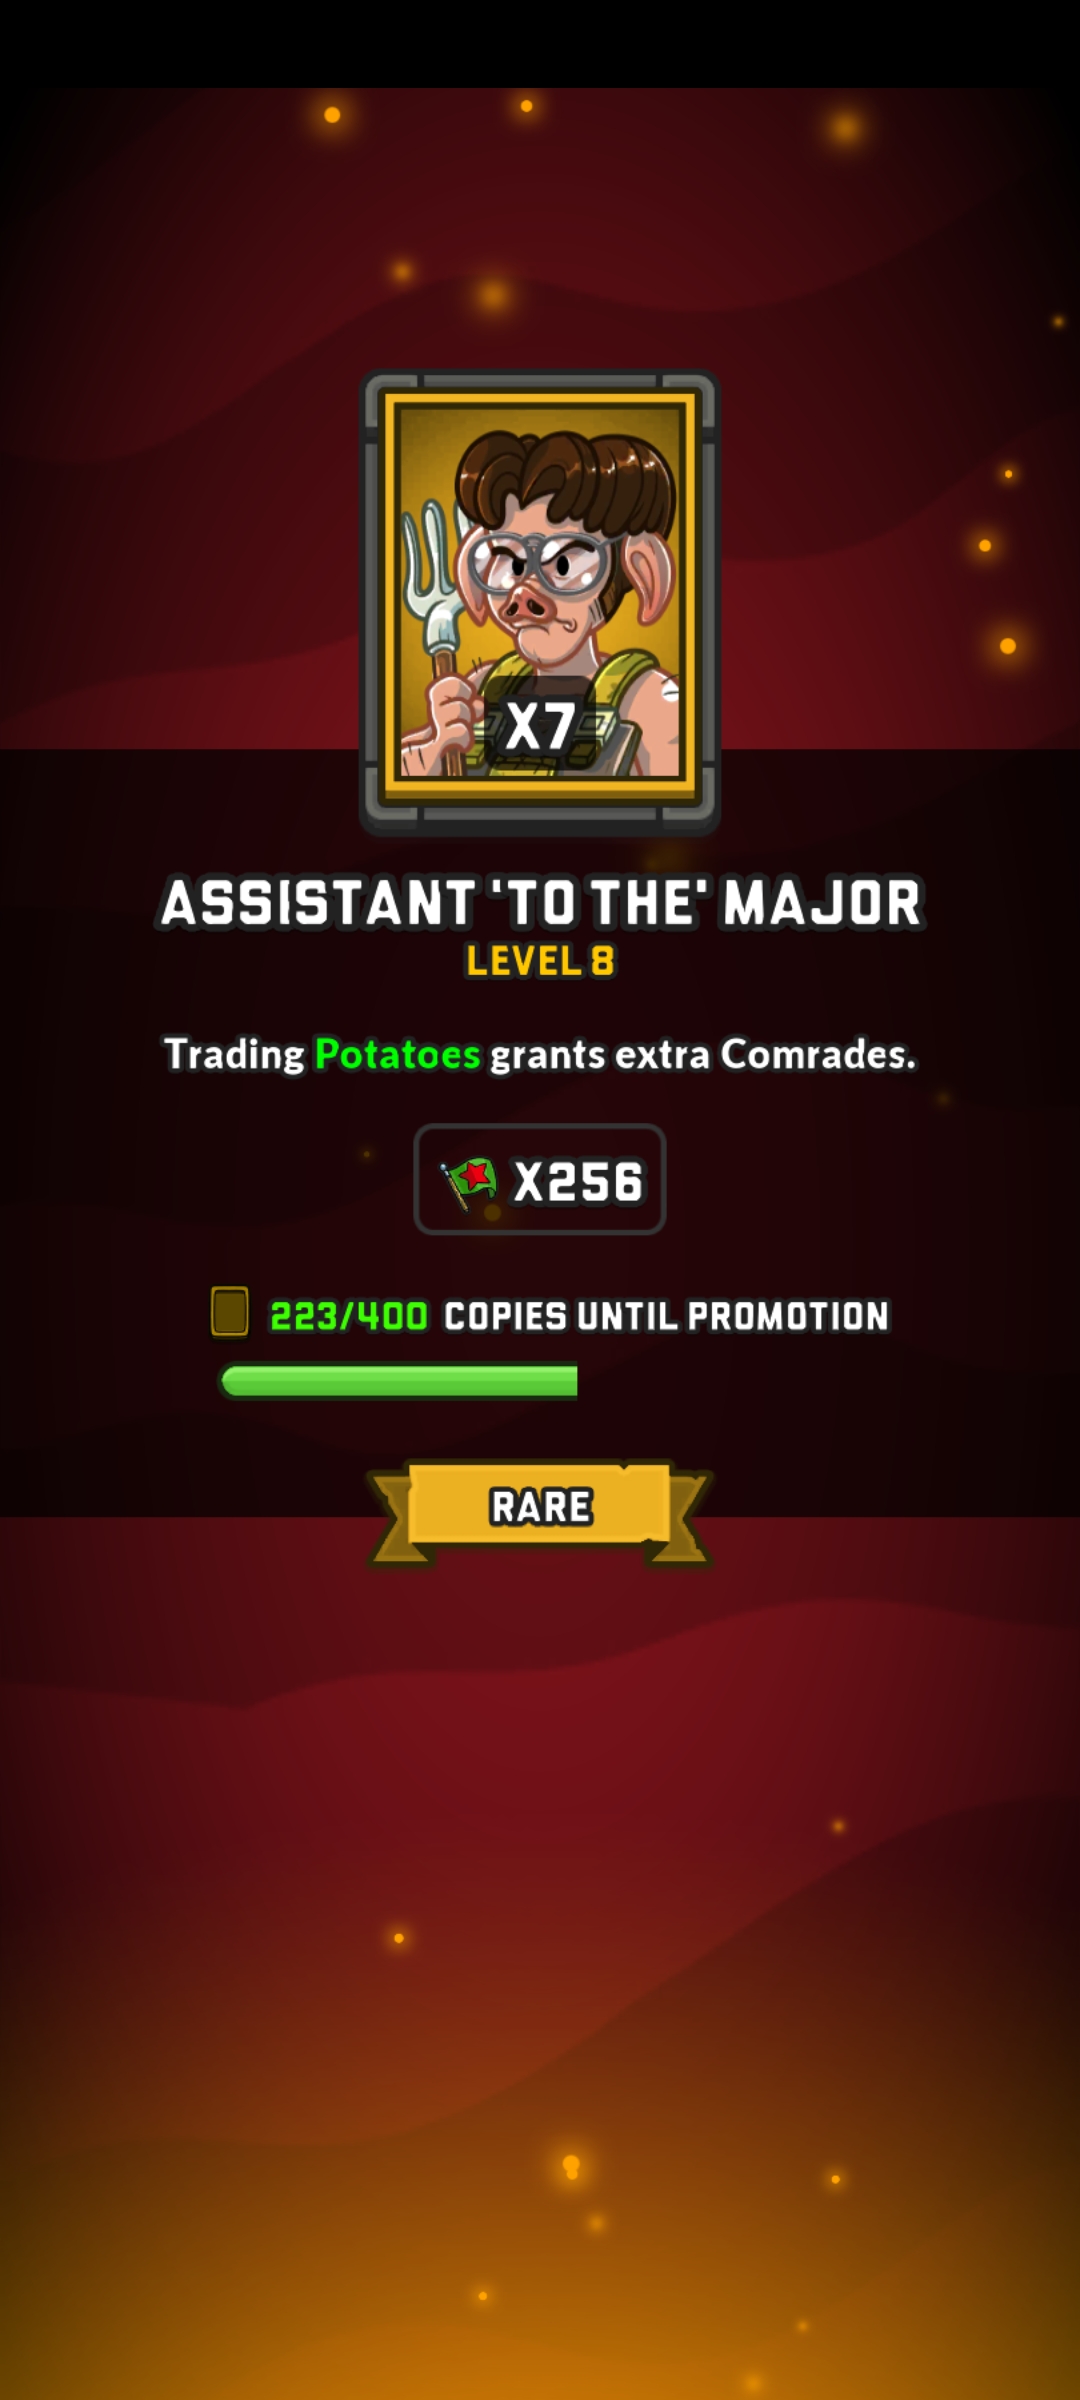 X7
ASSISTANT 'TO THE' MAJOR
LEVEL 8
Trading Potatoes grants extra Comrades.
X256
223/400 COPIES UNTIL PROMOTION
RARE